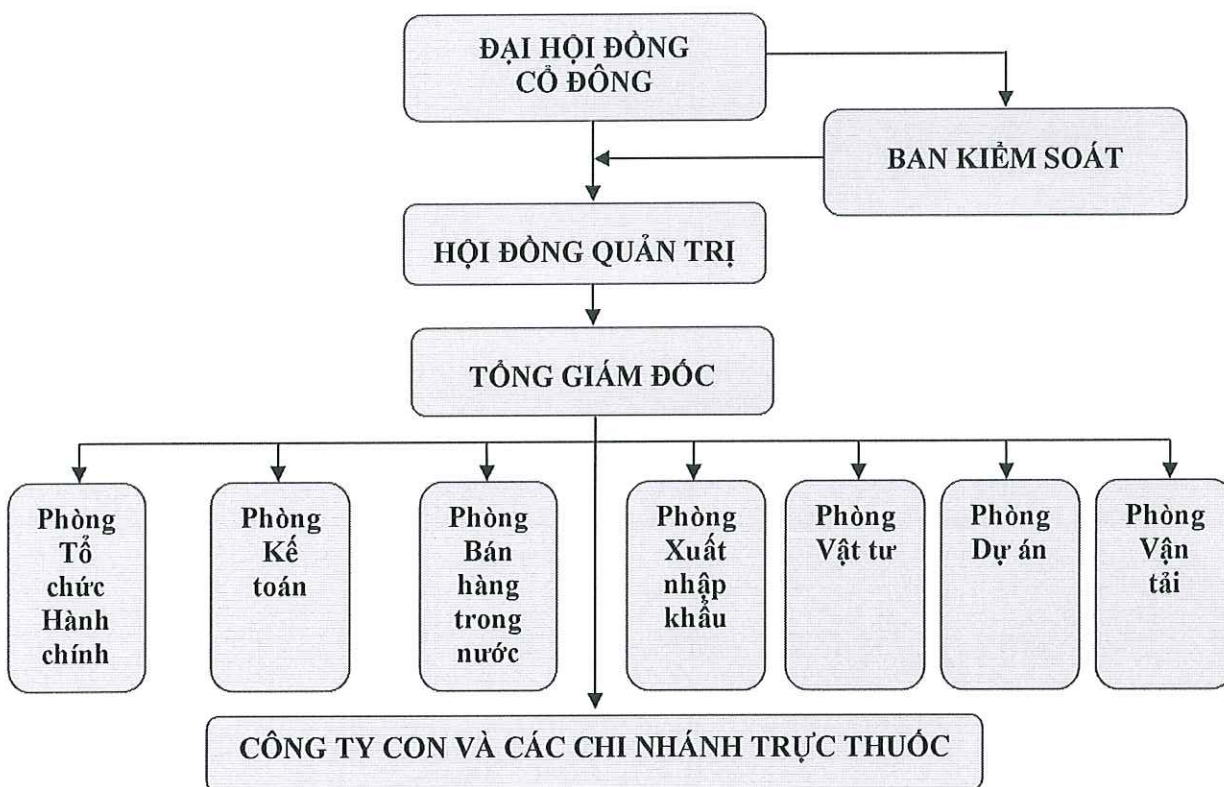 ĐẠI HỘI ĐỒNG
CỔ ĐÔNG
BAN KIỂM SOÁT
HỘI ĐỒNG QUẢN TRỊ
TỔNG GIÁM ĐỐC
Phòng
Tổ
chức
Hành
chính
Phòng
Kế
toán
Phòng
Bán
hàng
trong
nước
Phòng
Xuất
nhập
khẩu
Phòng
Vật tư
Phòng
Dự án
Phòng
Vận
tải
CÔNG TY CON VÀ CÁC CHI NHÁNH TRỰC THUỘC